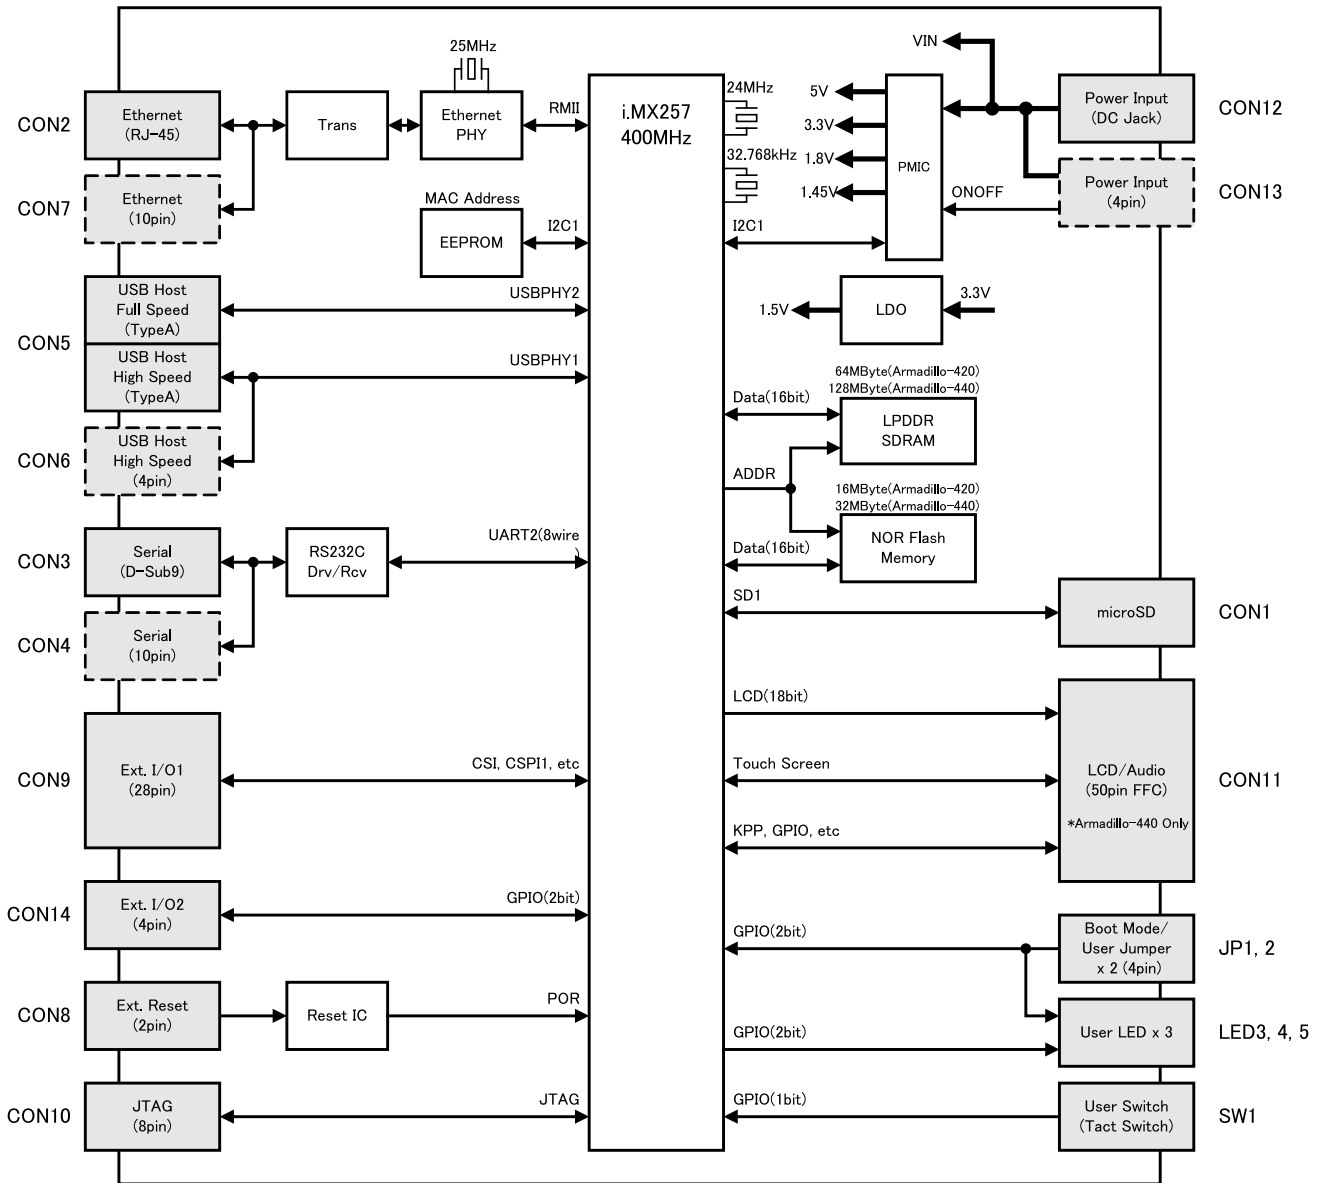 25MHz
CON2
Ethernet
(RJ-45)
Trans
Ethernet
PHY
RMII
CON7
Ethernet
(10pin)
MAC Address
EEPROM
I2C1
CON5
USB Host
Full Speed
(TypeA)
USBPHY2
USB Host
High Speed
(TypeA)
USBPHY1
CON6
USB Host
High Speed
(4pin)
CON3
Serial
(D-Sub9)
RS232C
Drv/Rcv
UART2(8wire
)
CON4
Serial
(10pin)
CON9
Ext. I/O1
(28pin)
CSI, CSPI1, etc
CON14
Ext. I/O2
(4pin)
GPIO(2bit)
CON8
Ext. Reset
(2pin)
Reset IC
POR
CON10
JTAG
(8pin)
JTAG
i.MX257
400MHz
24MHz
32.768kHz
VIN
5V
3.3V
1.8V
1.45V
PMIC
Power Input
(DC Jack)
CON12
ONOFF
Power Input
(4pin)
CON13
I2C1
1.5V
LDO
3.3V
64MByte(Armadillo-420)
128MByte(Armadillo-440)
Data(16bit)
LPDDR
SDRAM
ADDR
16MByte(Armadillo-420)
32MByte(Armadillo-440)
NOR Flash
Memory
Data(16bit)
SD1
microSD
CON1
LCD(18bit)
Touch Screen
KPP, GPIO, etc
LCD/Audio
(50pin FFC)
*Armadillo-440 Only
CON11
GPIO(2bit)
Boot Mode/
User Jumper
x 2 (4pin)
JP1, 2
GPIO(2bit)
User LED x 3
LED3, 4, 5
GPIO(1bit)
User Switch
(Tact Switch)
SW1